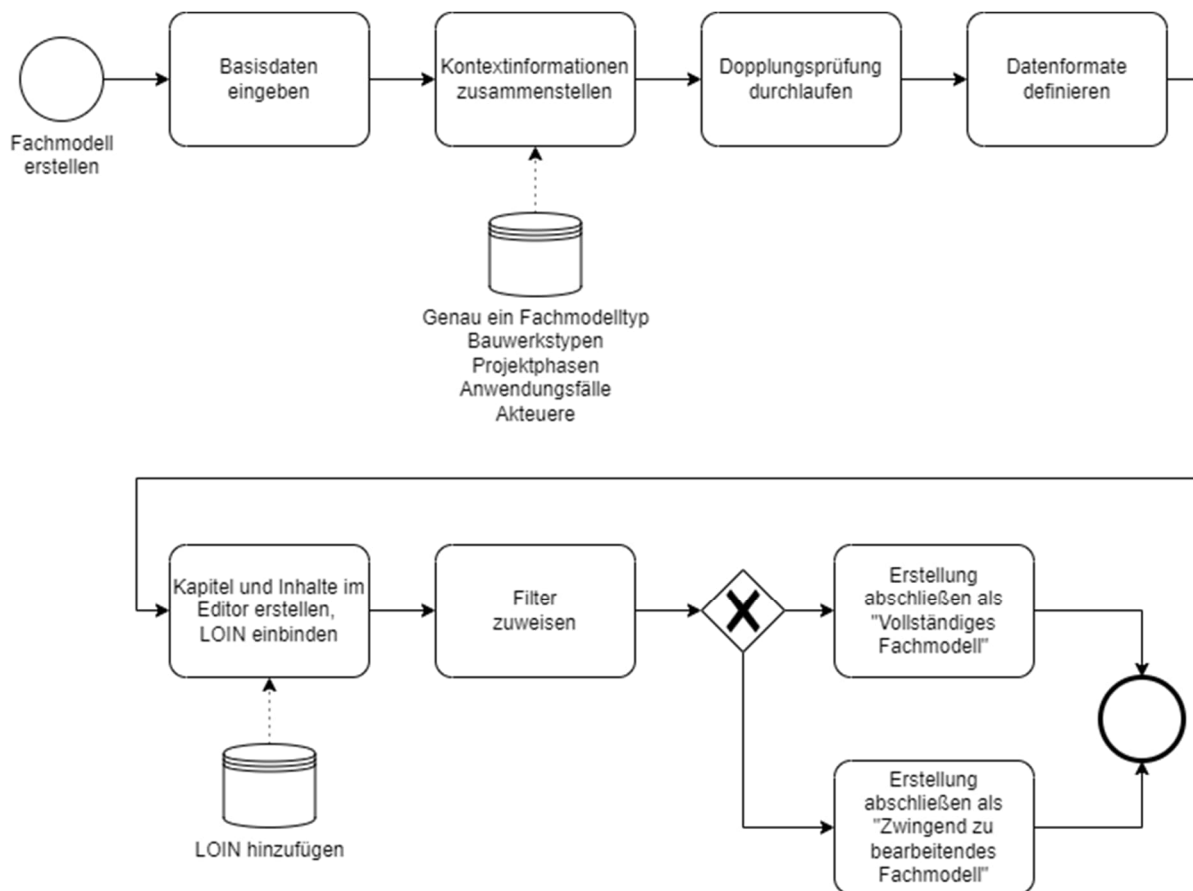 Fachmodell
erstellen
Basisdaten
eingeben
Kontextinformationen
zusammenstellen
Dopplungsprüfung
durchlaufen
Datenformate
definieren
Genau ein Fachmodelltyp
Bauwerkstypen
Projektphasen
Anwendungsfälle
Akteuere
Kapitel und Inhalte im
Editor erstellen,
LOIN einbinden
LOIN hinzufügen
Filter
zuweisen
Erstellung
abschließen als
"Vollständiges
Fachmodell"
Erstellung
abschließen als
"Zwingend zu
bearbeitendes
Fachmodell"